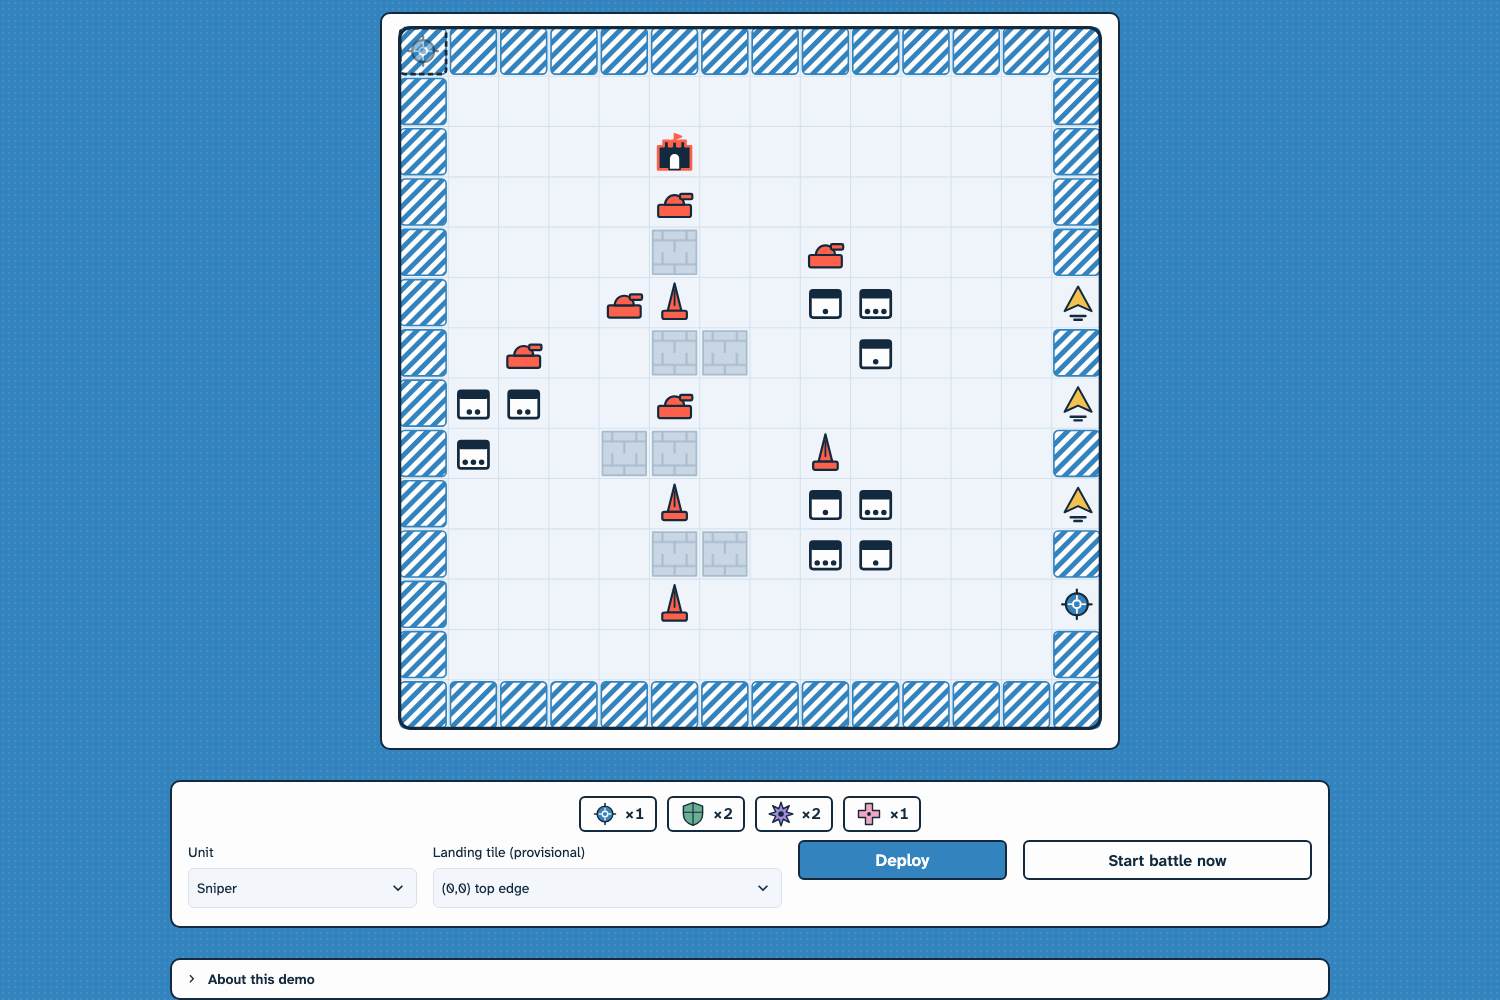 ×1
×2
×2
×1
Unit
Landing tile (provisional)
Sniper
(0,0) top edge
Deploy
Start battle now
About this demo